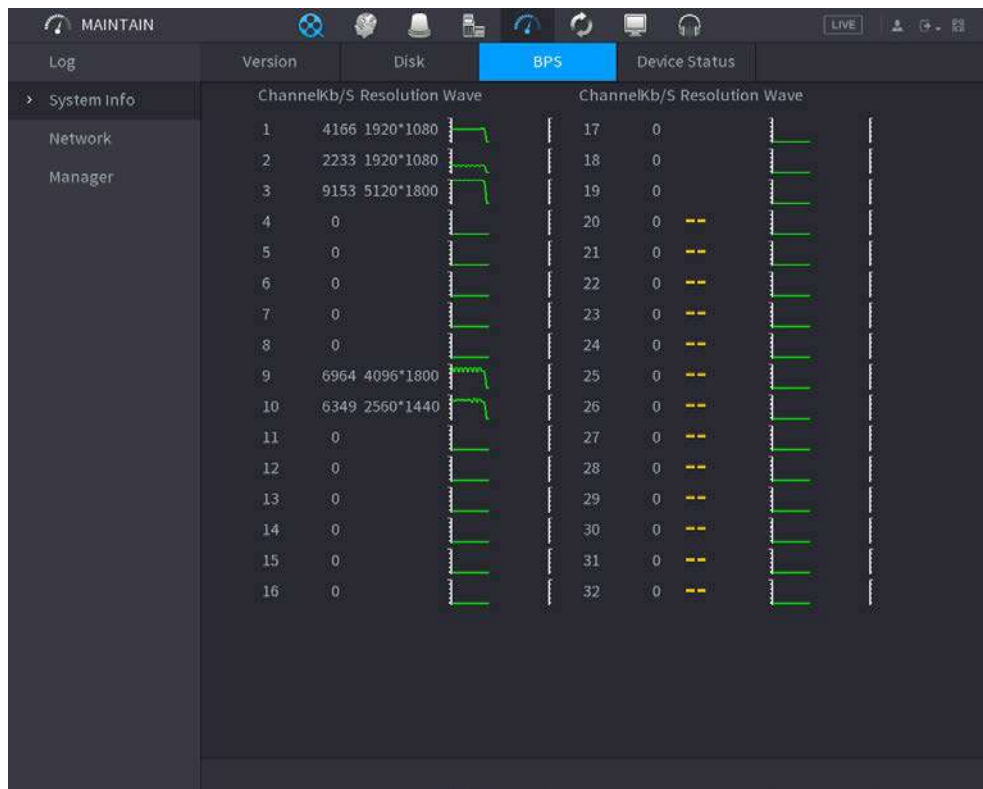 MAINTAIN LIVE
Log Version Disk BPS Device Status
> System Info ChannelKb/S Resolution Wave ChannelKb/S Resolution Wave
Network
Manager
1 4166 1920*1080 17 0
2 2233 1920*1080 18 0
3 9153 5120*1800 19 0
4 0 20 0 --
5 0 21 0 --
6 0 22 0 --
7 0 23 0 --
8 0 24 0 --
9 6964 4096*1800 25 0 --
10 6349 2560*1440 26 0 --
11 0 27 0 --
12 0 28 0 --
13 0 29 0 --
14 0 30 0 --
15 0 31 0 --
16 0 32 0 --